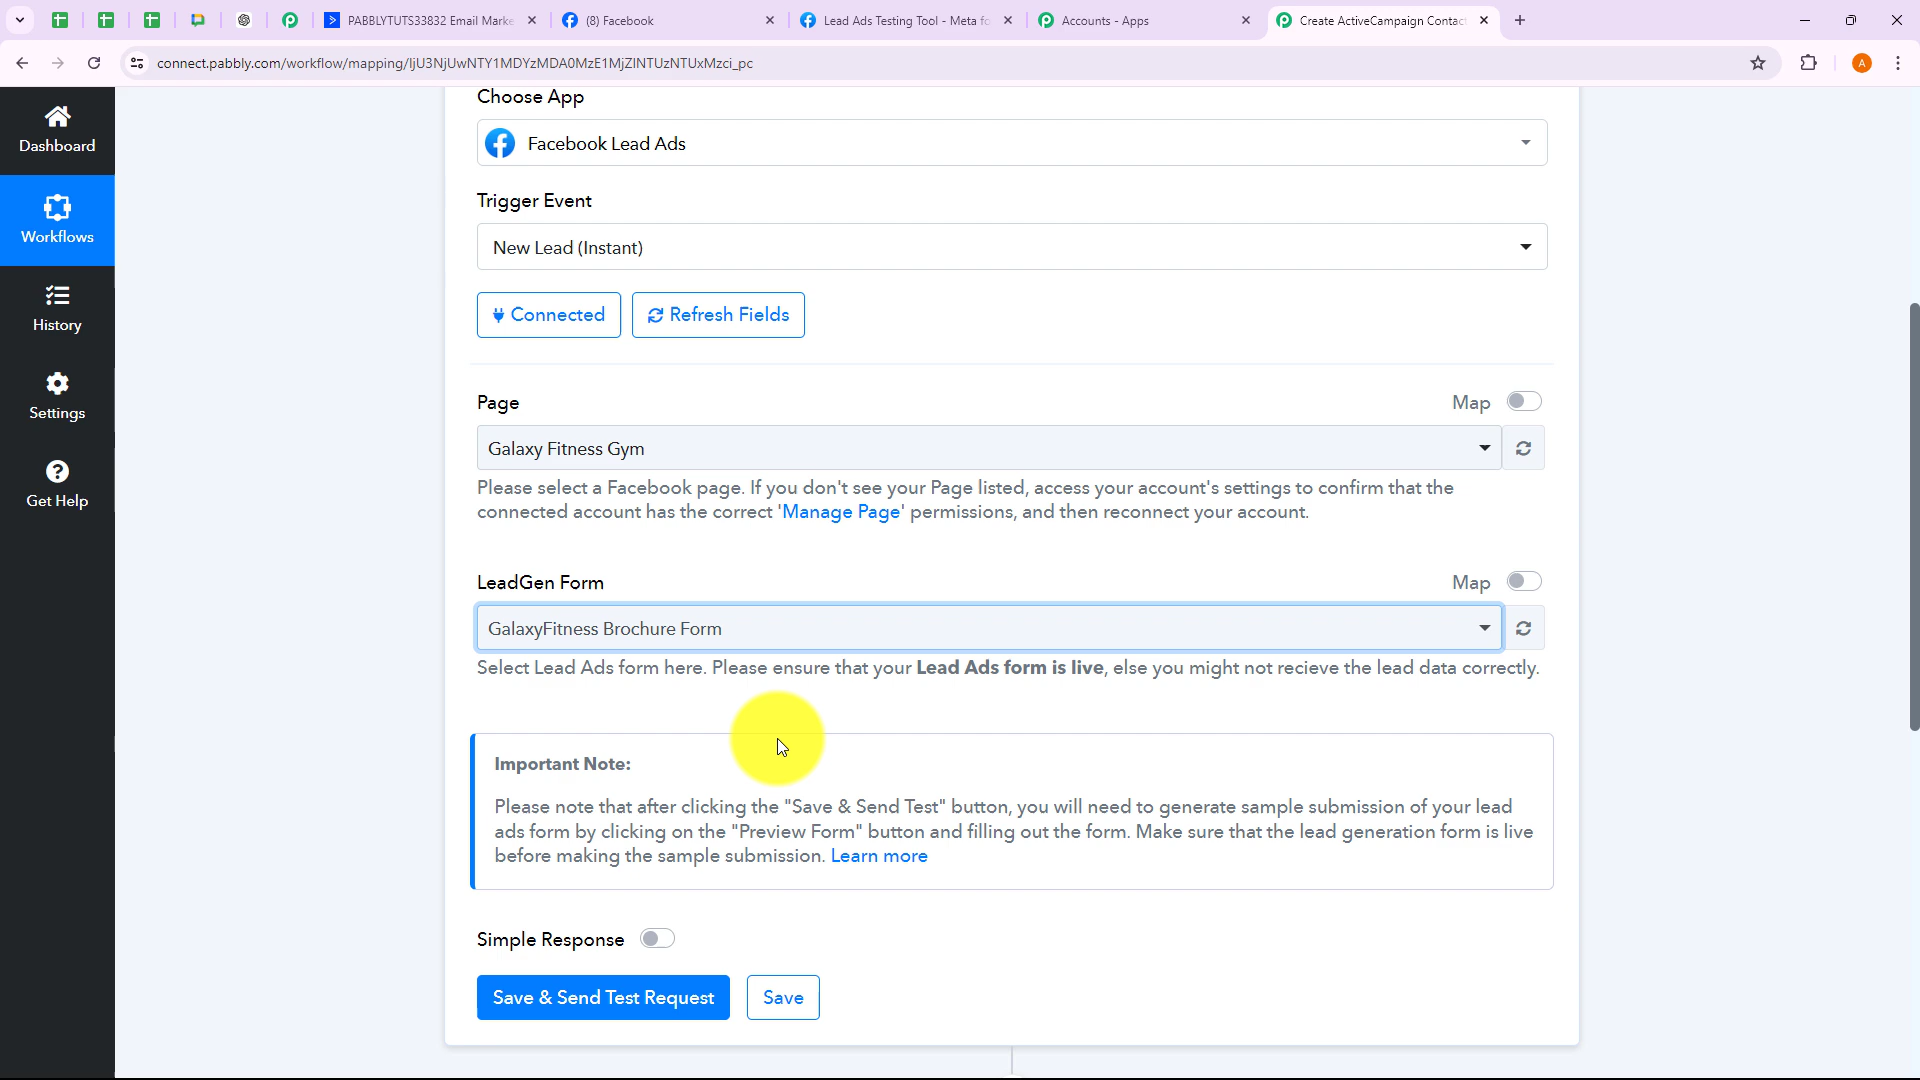 PABBLYTUTS33832 Email Marke
(8) Facebook
Lead Ads Testing Tool - Meta fo
Accounts - Apps
Create ActiveCampaign Contact
connect.pabbly.com/workflow/mapping/IjU3NjUwNTY1MDYzMDA0MzE1MjZlNTUzNTUxMzci_pc
A
Dashboard
Workflows
History
Settings
Get Help
Choose App
Facebook Lead Ads
Trigger Event
New Lead (Instant)
Connected
Refresh Fields
Page
Map
Galaxy Fitness Gym
Please select a Facebook page. If you don't see your Page listed, access your account's settings to confirm that the
connected account has the correct 'Manage Page' permissions, and then reconnect your account.
LeadGen Form
Map
GalaxyFitness Brochure Form
Select Lead Ads form here. Please ensure that your Lead Ads form is live, else you might not recieve the lead data correctly.
Important Note:
Please note that after clicking the "Save & Send Test" button, you will need to generate sample submission of your lead
ads form by clicking on the "Preview Form" button and filling out the form. Make sure that the lead generation form is live
before making the sample submission. Learn more
Simple Response
Save & Send Test Request
Save